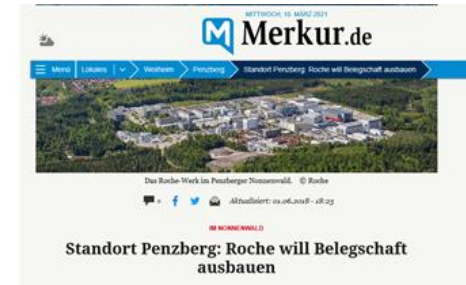 MITTWOCH, 10. MÄRZ 2021
Merkur.de
Menü Lokales Weilheim Penzberg Standort Penzberg: Roche will Belegschaft ausbauen
Das Roche-Werk im Penzberger Nonnenwald. © Roche
Aktualisiert: 01.06.2018 - 18:23
IM NONNENWALD
Standort Penzberg: Roche will Belegschaft
ausbauen